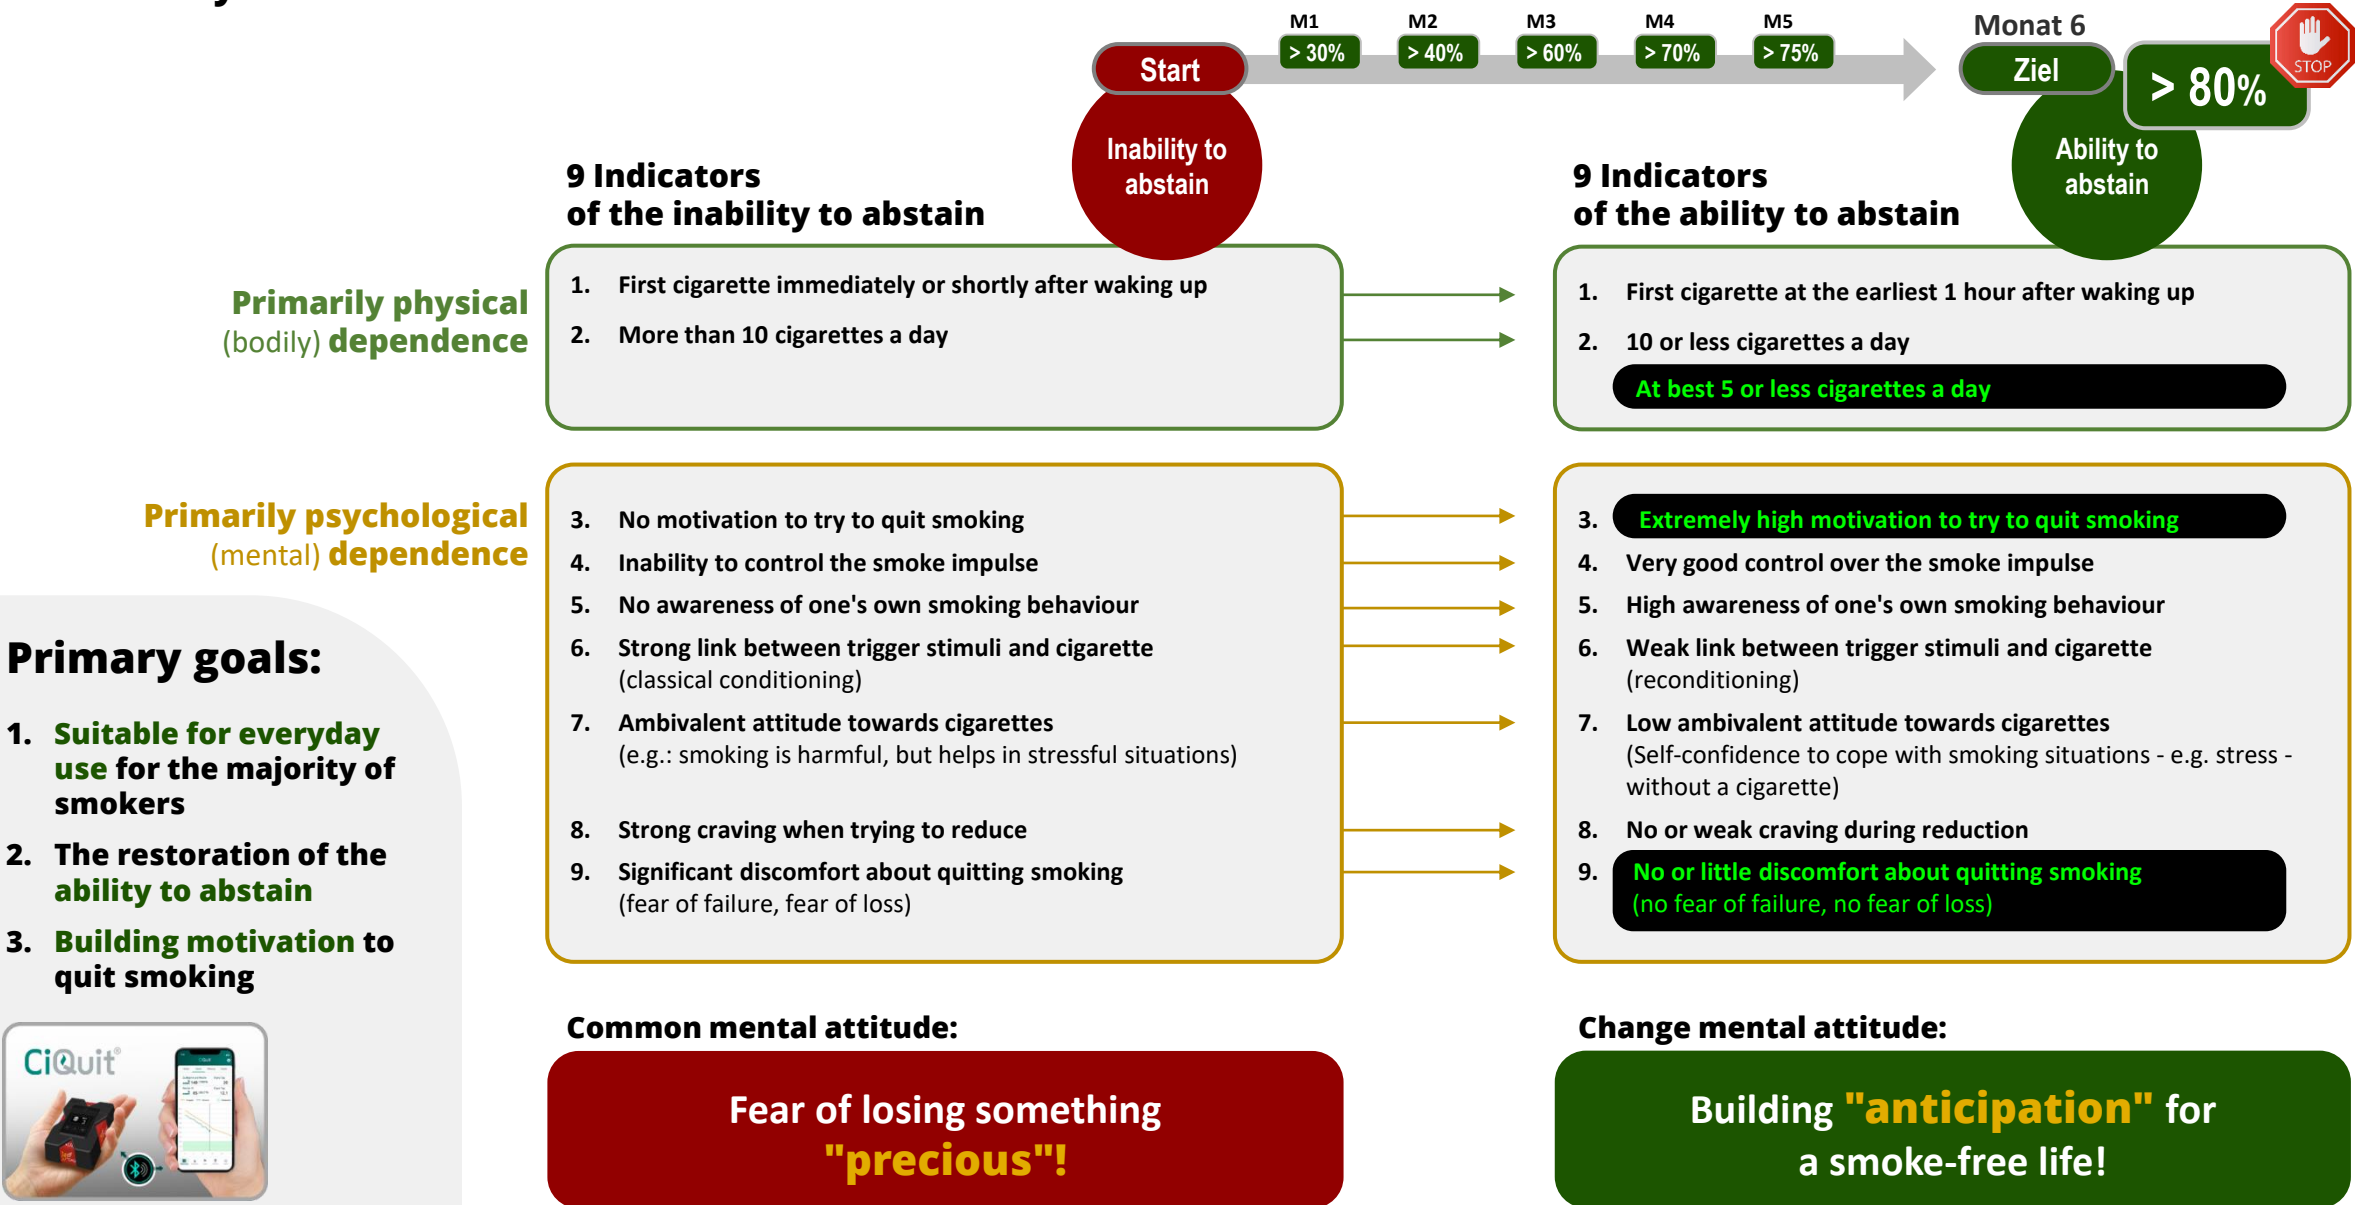 M1 M2 M3 M4 M5 Monat 6
Start > 30% > 40% > 60% > 70% > 75% Ziel > 80% STOP
Inability to
abstain
Ability to
abstain
9 Indicators
of the inability to abstain
9 Indicators
of the ability to abstain
Primarily physical
(bodily) dependence
1. First cigarette immediately or shortly after waking up
2. More than 10 cigarettes a day
1. First cigarette at the earliest 1 hour after waking up
2. 10 or less cigarettes a day
At best 5 or less cigarettes a day
Primarily psychological
(mental) dependence
3. No motivation to try to quit smoking
4. Inability to control the smoke impulse
5. No awareness of one's own smoking behaviour
6. Strong link between trigger stimuli and cigarette
(classical conditioning)
7. Ambivalent attitude towards cigarettes
(e.g.: smoking is harmful, but helps in stressful situations)
8. Strong craving when trying to reduce
9. Significant discomfort about quitting smoking
(fear of failure, fear of loss)
3. Extremely high motivation to try to quit smoking
4. Very good control over the smoke impulse
5. High awareness of one's own smoking behaviour
6. Weak link between trigger stimuli and cigarette
(reconditioning)
7. Low ambivalent attitude towards cigarettes
(Self-confidence to cope with smoking situations - e.g. stress -
without a cigarette)
8. No or weak craving during reduction
9. No or little discomfort about quitting smoking
(no fear of failure, no fear of loss)
Primary goals:
1. Suitable for everyday
use for the majority of
smokers
2. The restoration of the
ability to abstain
3. Building motivation to
quit smoking
CiQuit®
Common mental attitude:
Fear of losing something
"precious"!
Change mental attitude:
Building "anticipation" for
a smoke-free life!